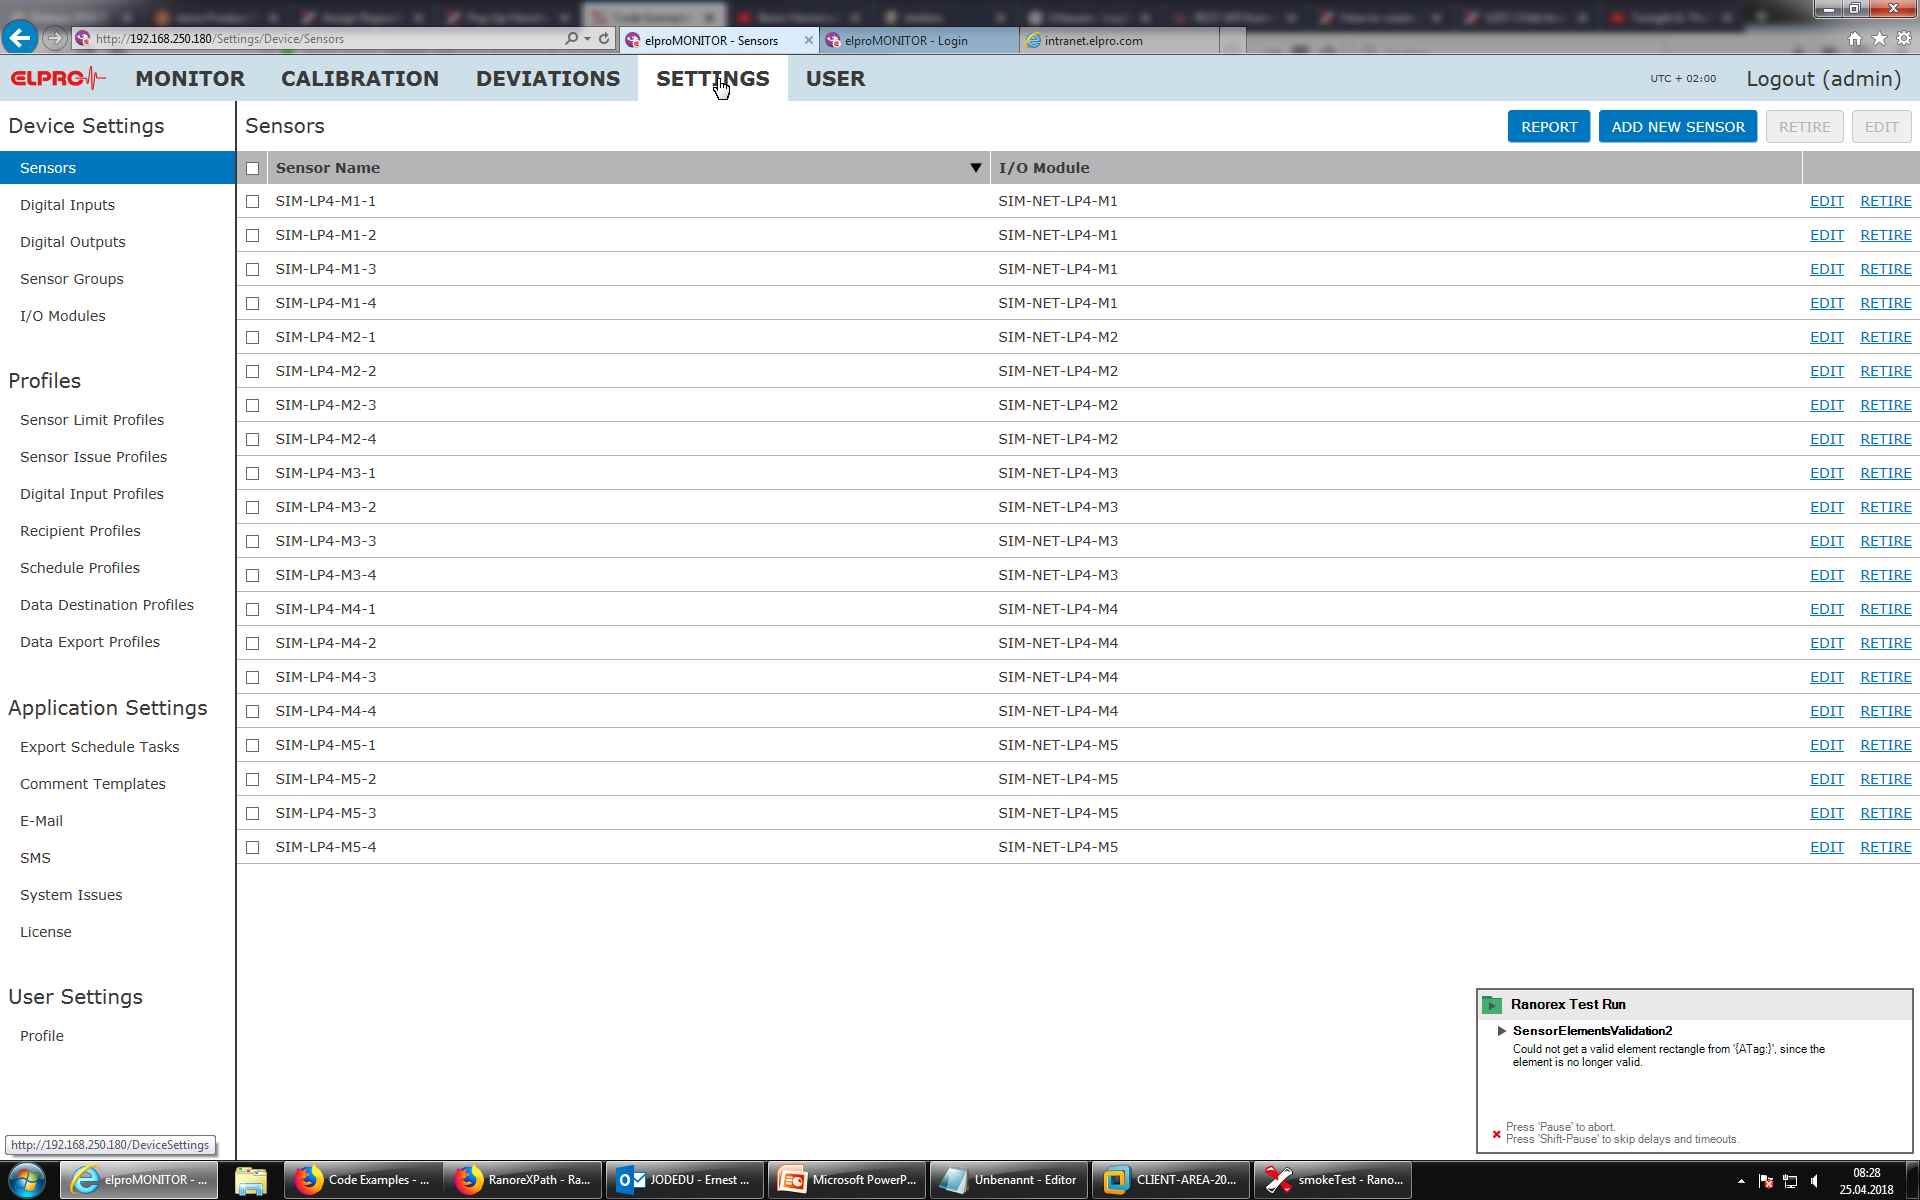 http://192.168.250.180/Settings/Device/Sensors
elproMONITOR - Sensors
elproMONITOR - Login
intranet.elpro.com
ELPRO
MONITOR
CALIBRATION
DEVIATIONS
SETTINGS
USER
UTC + 02:00
Logout (admin)
Device Settings
Sensors
Digital Inputs
Digital Outputs
Sensor Groups
I/O Modules
Profiles
Sensor Limit Profiles
Sensor Issue Profiles
Digital Input Profiles
Recipient Profiles
Schedule Profiles
Data Destination Profiles
Data Export Profiles
Application Settings
Export Schedule Tasks
Comment Templates
E-Mail
SMS
System Issues
License
User Settings
Profile
http://192.168.250.180/DeviceSettings
Sensors
REPORT
ADD NEW SENSOR
RETIRE
EDIT
Sensor Name I/O Module
SIM-LP4-M1-1 SIM-NET-LP4-M1 EDIT RETIRE
SIM-LP4-M1-2 SIM-NET-LP4-M1 EDIT RETIRE
SIM-LP4-M1-3 SIM-NET-LP4-M1 EDIT RETIRE
SIM-LP4-M1-4 SIM-NET-LP4-M1 EDIT RETIRE
SIM-LP4-M2-1 SIM-NET-LP4-M2 EDIT RETIRE
SIM-LP4-M2-2 SIM-NET-LP4-M2 EDIT RETIRE
SIM-LP4-M2-3 SIM-NET-LP4-M2 EDIT RETIRE
SIM-LP4-M2-4 SIM-NET-LP4-M2 EDIT RETIRE
SIM-LP4-M3-1 SIM-NET-LP4-M3 EDIT RETIRE
SIM-LP4-M3-2 SIM-NET-LP4-M3 EDIT RETIRE
SIM-LP4-M3-3 SIM-NET-LP4-M3 EDIT RETIRE
SIM-LP4-M3-4 SIM-NET-LP4-M3 EDIT RETIRE
SIM-LP4-M4-1 SIM-NET-LP4-M4 EDIT RETIRE
SIM-LP4-M4-2 SIM-NET-LP4-M4 EDIT RETIRE
SIM-LP4-M4-3 SIM-NET-LP4-M4 EDIT RETIRE
SIM-LP4-M4-4 SIM-NET-LP4-M4 EDIT RETIRE
SIM-LP4-M5-1 SIM-NET-LP4-M5 EDIT RETIRE
SIM-LP4-M5-2 SIM-NET-LP4-M5 EDIT RETIRE
SIM-LP4-M5-3 SIM-NET-LP4-M5 EDIT RETIRE
SIM-LP4-M5-4 SIM-NET-LP4-M5 EDIT RETIRE
Ranorex Test Run
SensorElementsValidation2
Could not get a valid element rectangle from '{ATag:}', since the
element is no longer valid.
Press 'Pause' to abort.
Press 'Shift-Pause' to skip delays and timeouts.
elproMONITOR - ...
Code Examples - ...
RanoreXPath - Ra...
JODEDU - Ernest ...
Microsoft PowerP...
Unbenannt - Editor
CLIENT-AREA-20...
smokeTest - Rano...
08:28
25.04.2018